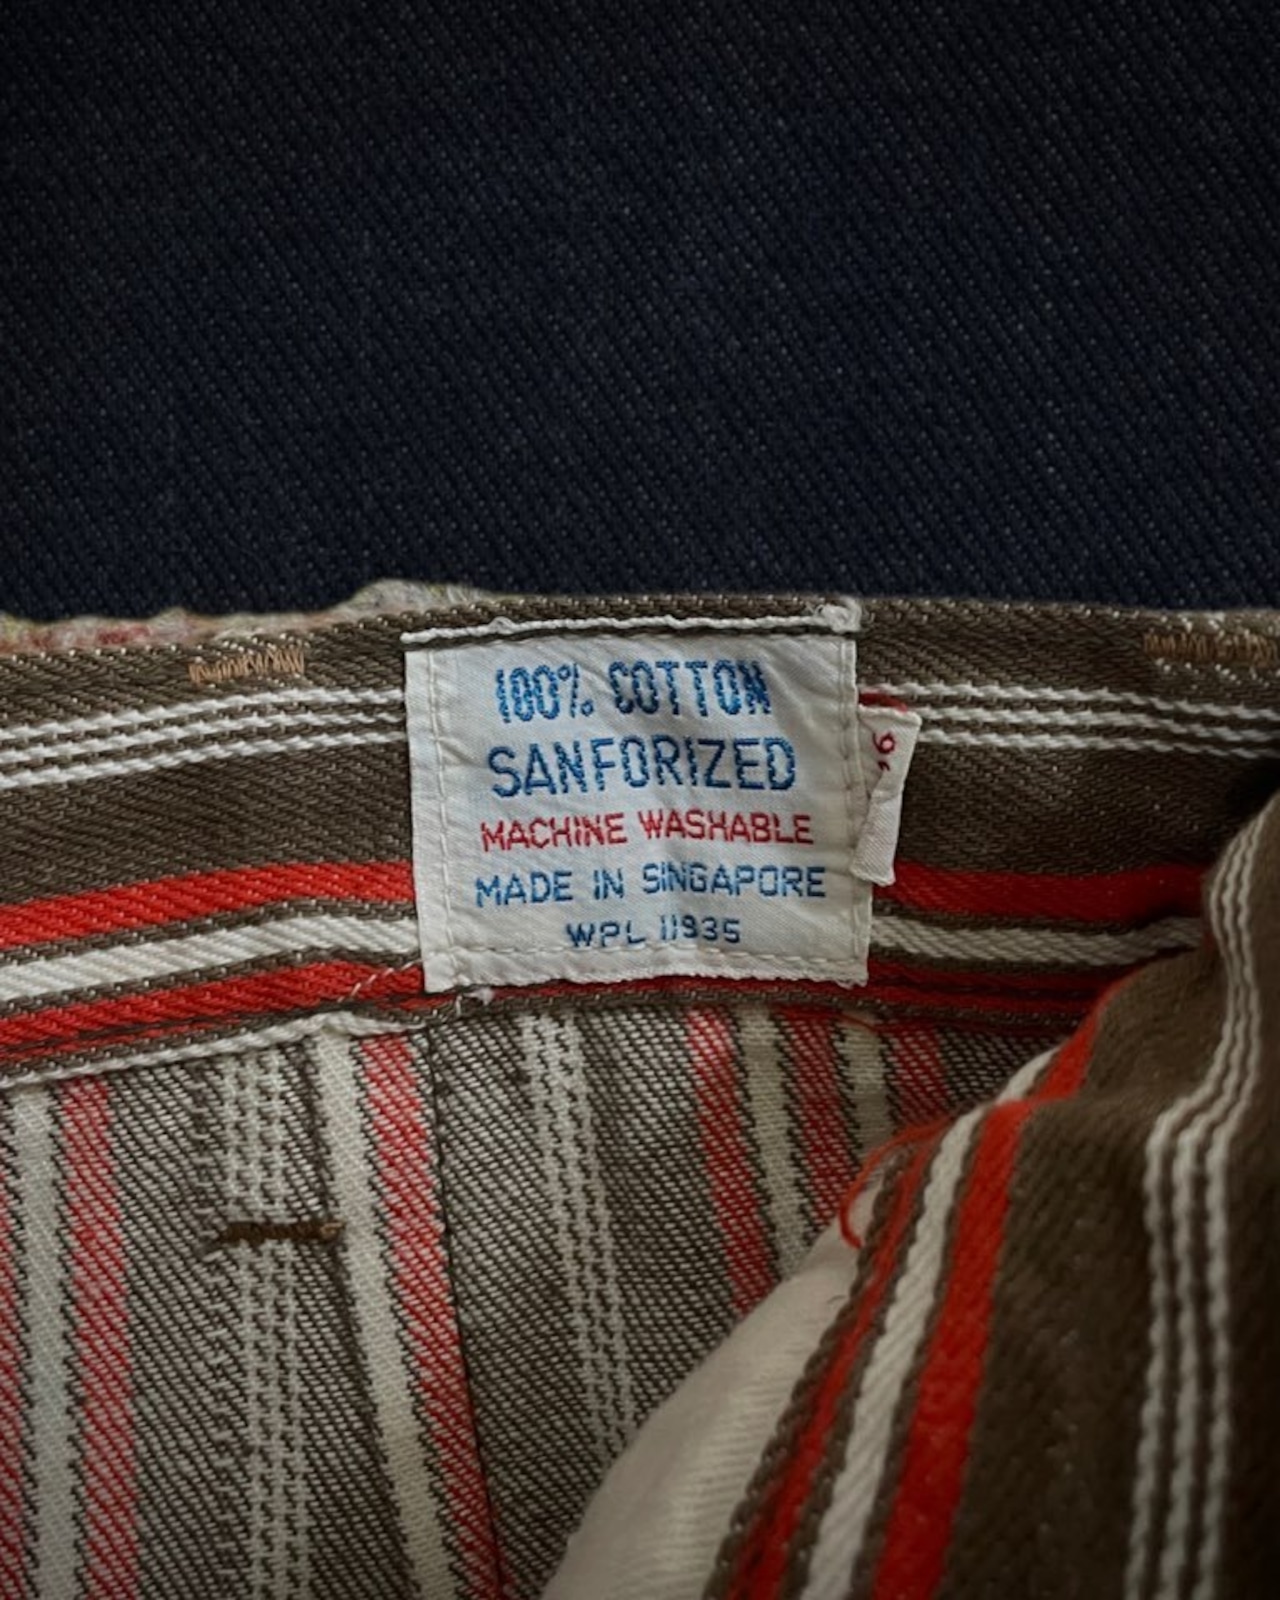 100% COTTON
SANFORIZED
MACHINE WASHABLE
MADE IN SINGAPORE
WPL 11935